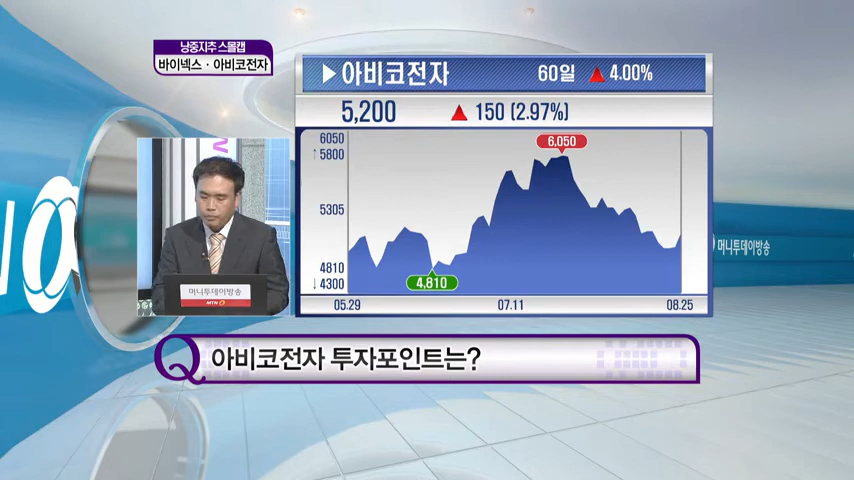 낭중지추 스몰캡
바이넥스 · 아비코전자
▶아비코전자 60일 ▲4.00%
5,200 ▲ 150 (2.97%)
6050
↑5800
5305
4810
↓4300
6,050
4,810
05.29 07.11 08.25
머니투데이방송
MTN
머니투데이방송
Q 아비코전자 투자포인트는?